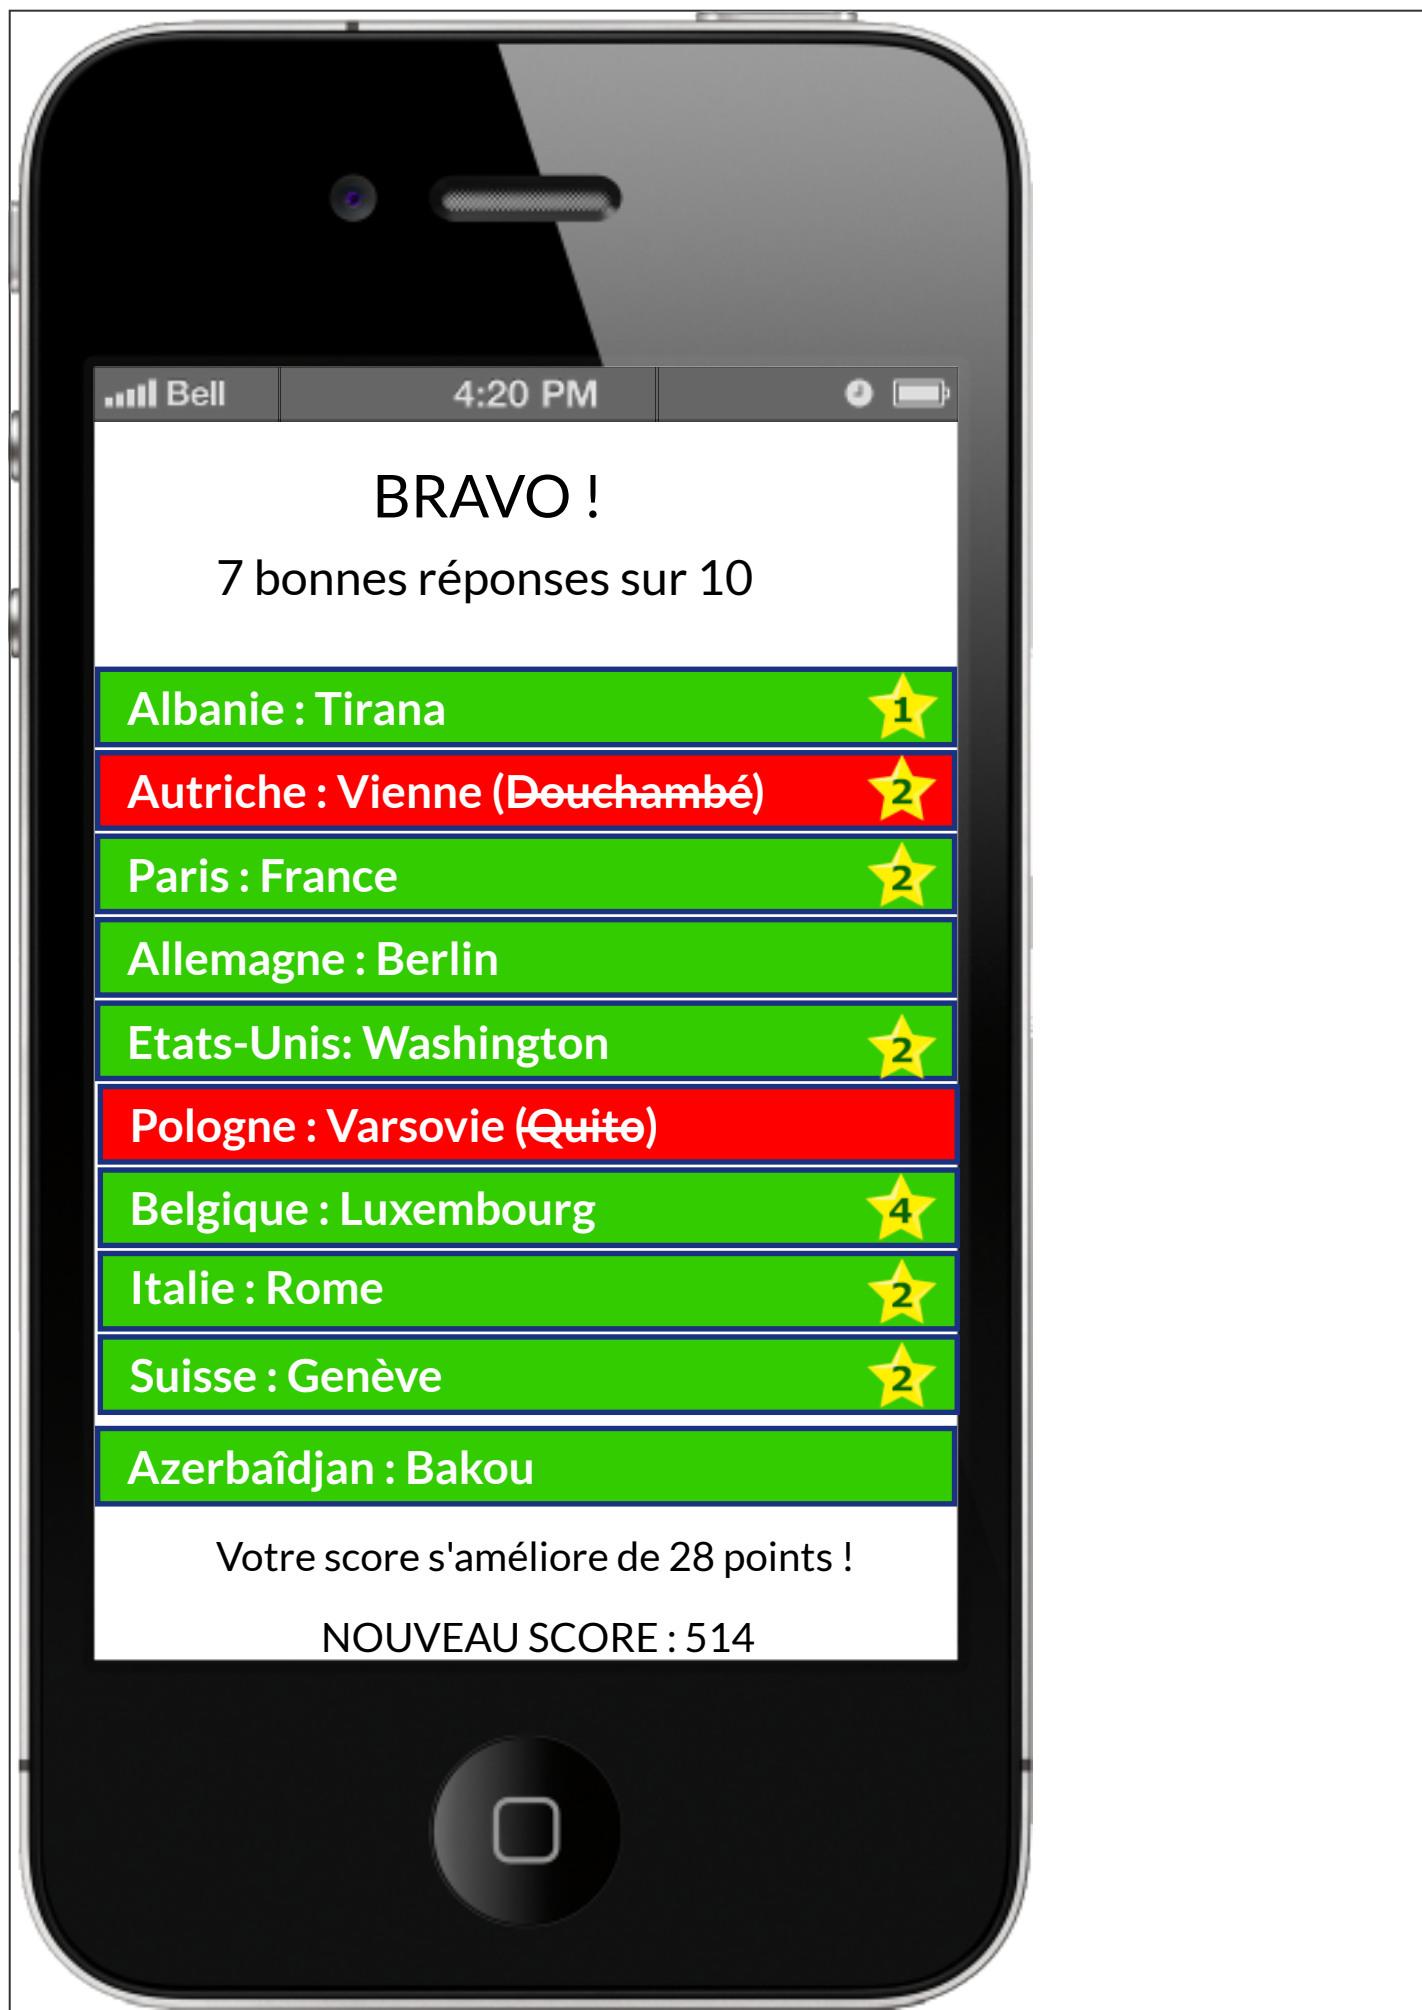 Bell 4:20 PM
BRAVO !
7 bonnes réponses sur 10
Albanie : Tirana 1
Autriche : Vienne (Douchambé) 2
Paris : France 2
Allemagne : Berlin
Etats-Unis: Washington 2
Pologne : Varsovie (Quito)
Belgique : Luxembourg 4
Italie : Rome 2
Suisse : Genève 2
Azerbaîdjan : Bakou
Votre score s'améliore de 28 points !
NOUVEAU SCORE : 514